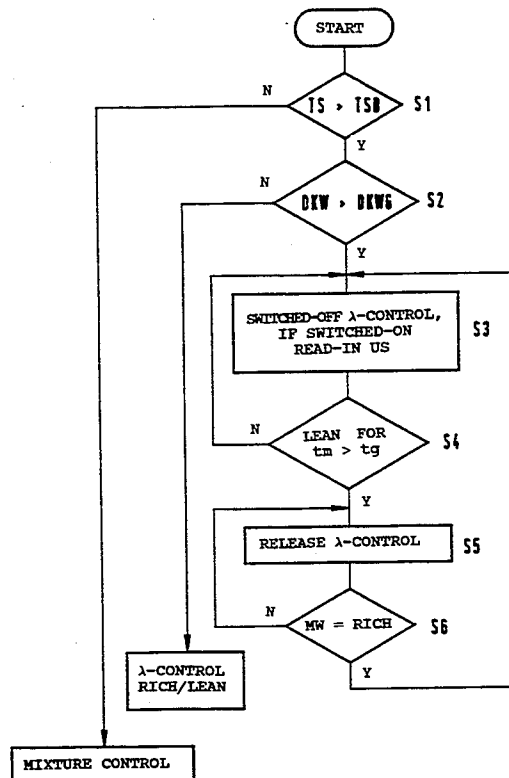 START
N
TS > TSB
S1
Y
N
DKW > DKWG
S2
Y
SWITCHED-OFF λ-CONTROL,
IF SWITCHED-ON
READ-IN US
S3
N
LEAN FOR
tm > tg
S4
Y
RELEASE λ-CONTROL
S5
N
MW = RICH
S6
Y
λ-CONTROL
RICH/LEAN
MIXTURE CONTROL